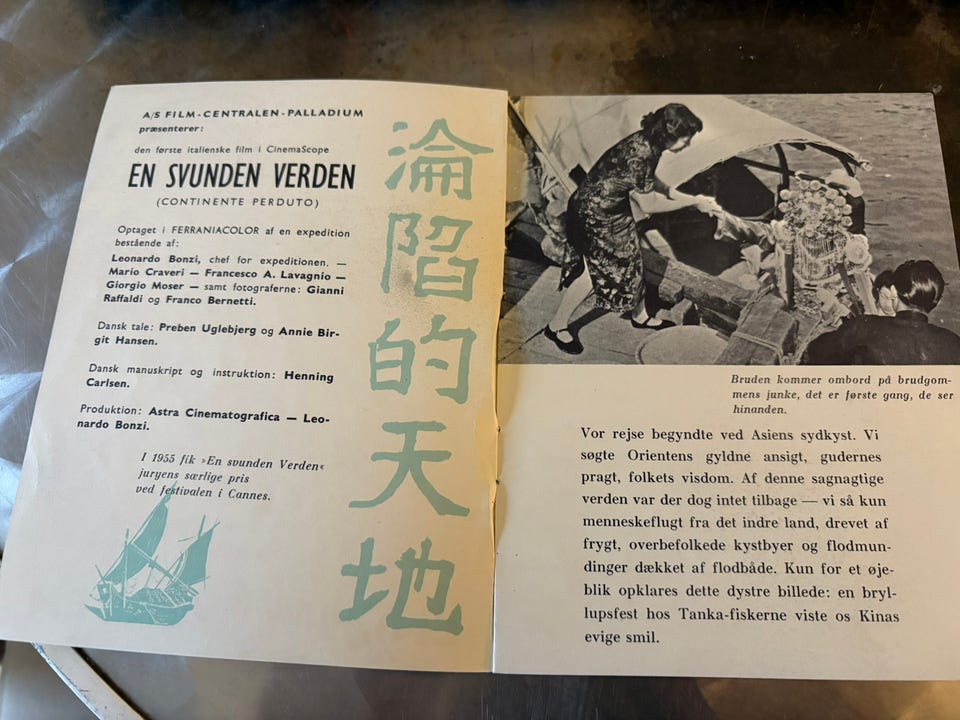 A/S FILM-CENTRALEN-PALLADIUM
præsenterer:
den første italienske film i CinemaScope
EN SVUNDEN VERDEN
(CONTINENTE PERDUTO)
Optaget i FERRANIACOLOR af en expedition
bestående af:
Leonardo Bonzi, chef for expeditionen. —
Mario Craveri — Francesco A. Lavagnio —
Giorgio Moser — samt fotograferne: Gianni
Raffaldi og Franco Bernetti.
Dansk tale: Preben Uglebjerg og Annie Bir-
git Hansen.
Dansk manuskript og instruktion: Henning
Carlsen.
Produktion: Astra Cinematografica — Leo-
nardo Bonzi.
I 1955 fik »En svunden Verden«
juryens særlige pris
ved festivalen i Cannes.
淪
陷
的
天
地
Bruden kommer ombord på brudgom-
mens junke, det er første gang, de ser
hinanden.
Vor rejse begyndte ved Asiens sydkyst. Vi
søgte Orientens gyldne ansigt, gudernes
pragt, folkets visdom. Af denne sagnagtige
verden var der dog intet tilbage — vi så kun
menneskeflugt fra det indre land, drevet af
frygt, overbefolkede kystbyer og flodmun-
dinger dækket af flodbåde. Kun for et øje-
blik opklares dette dystre billede: en bryl-
lupsfest hos Tanka-fiskerne viste os Kinas
evige smil.